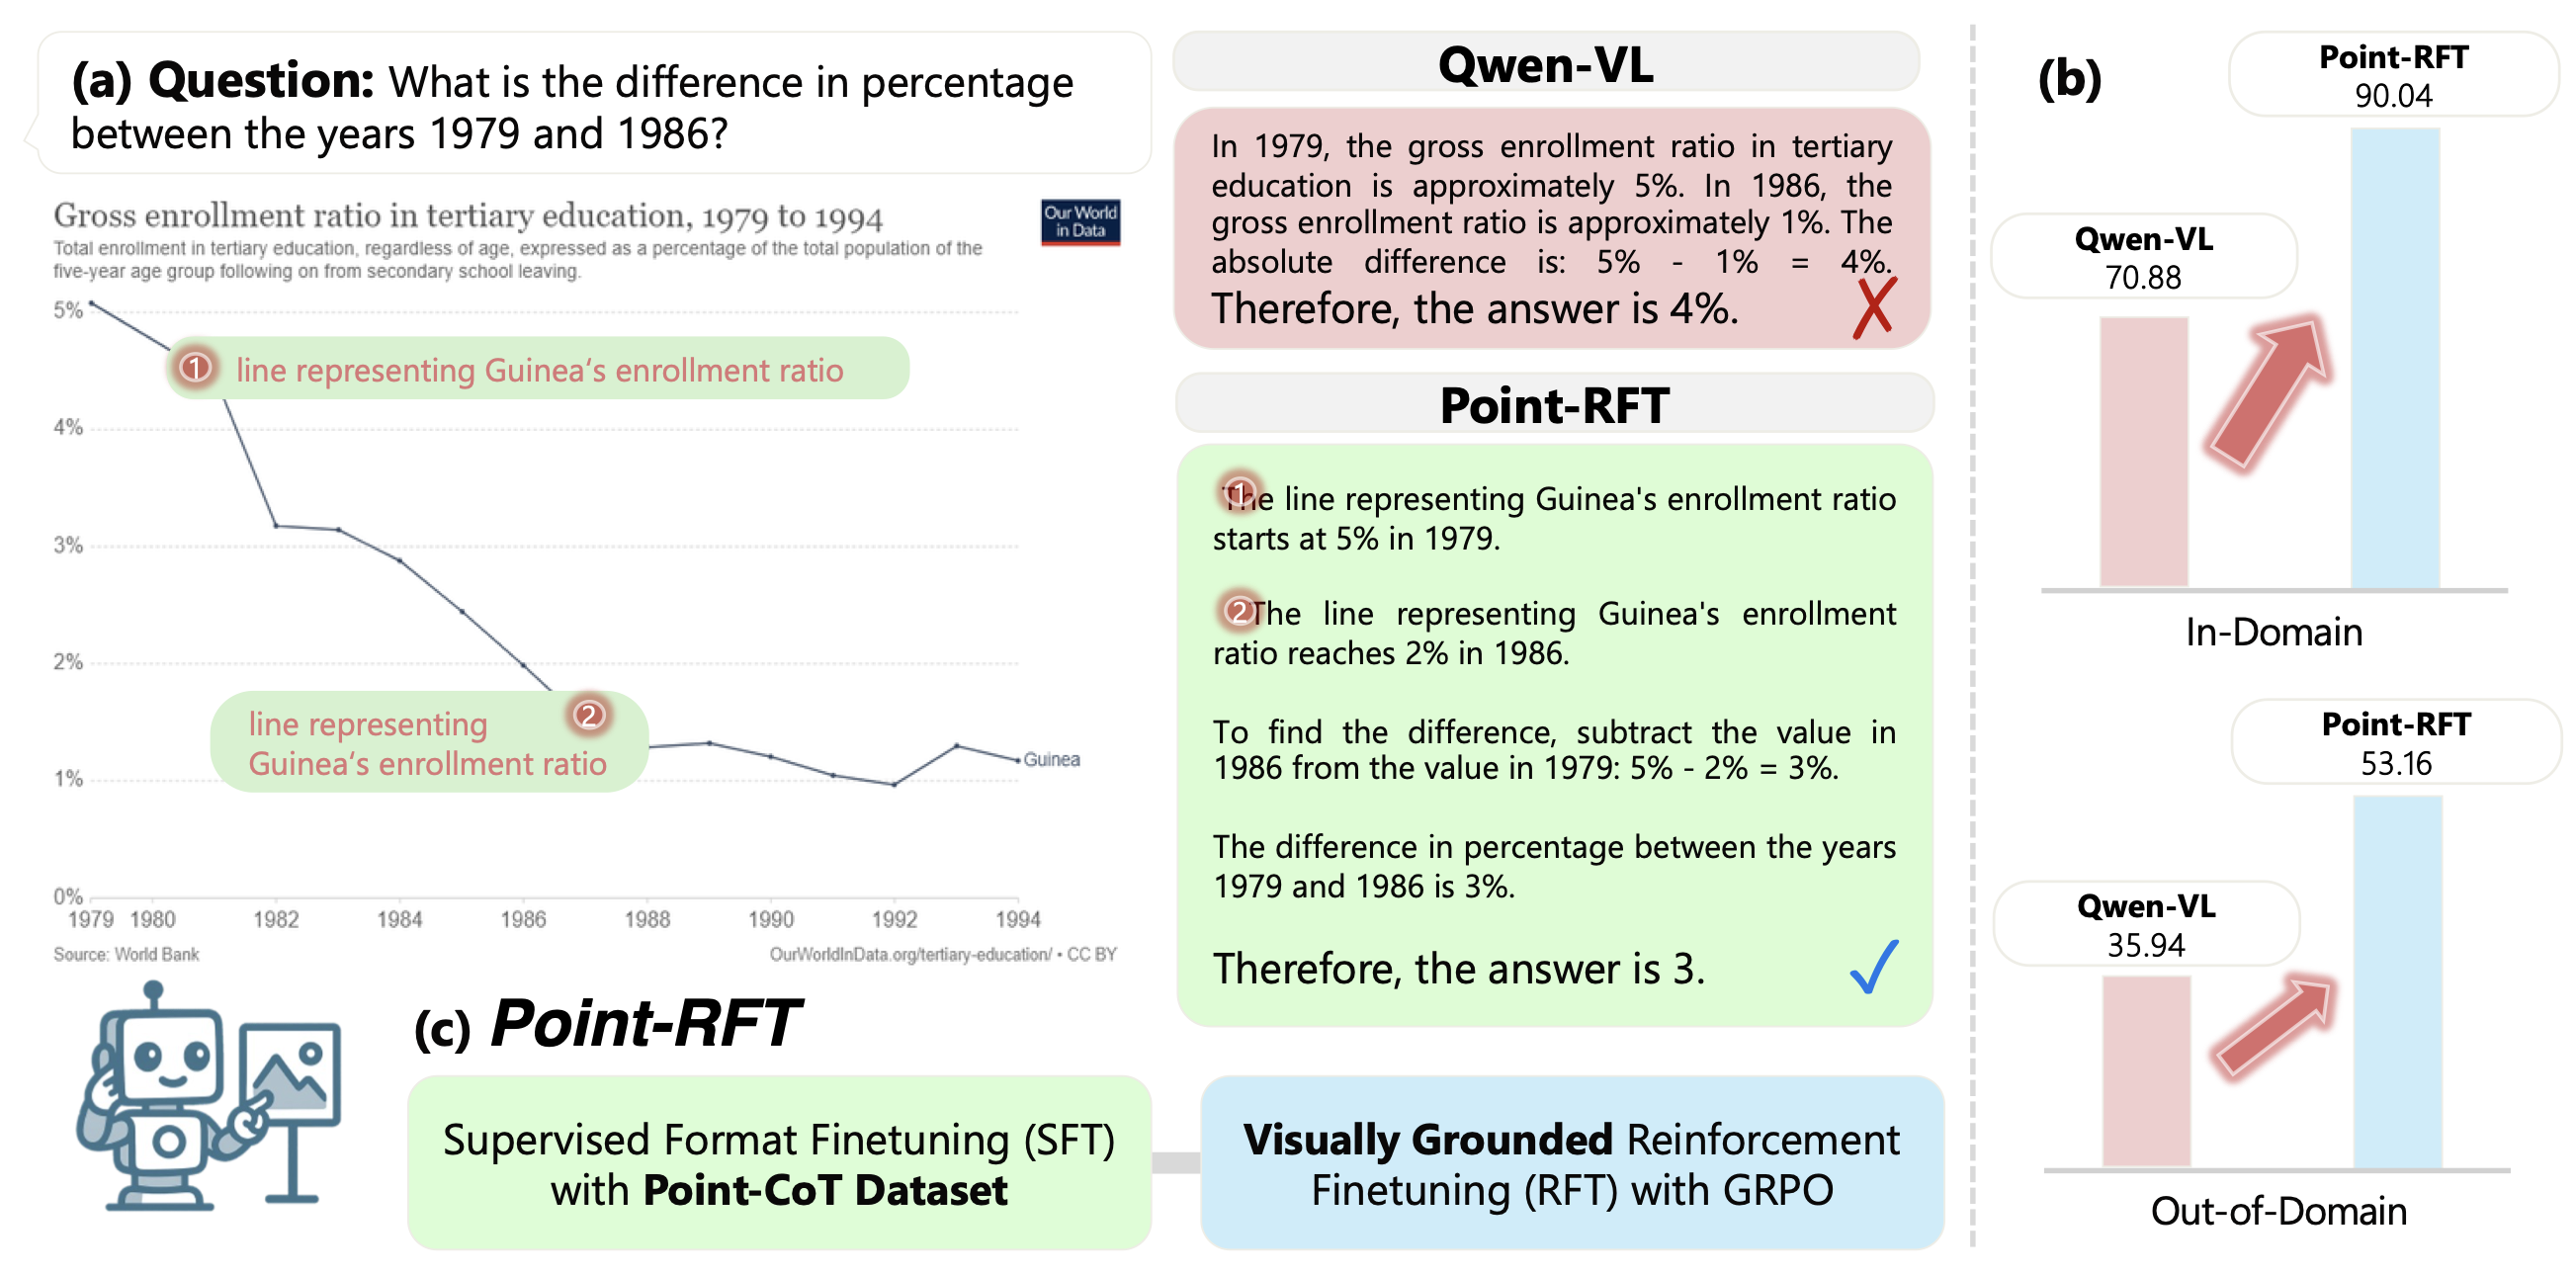 (a) Question: What is the difference in percentage
between the years 1979 and 1986?
Gross enrollment ratio in tertiary education, 1979 to 1994
Our World
in Data
Total enrollment in tertiary education, regardless of age, expressed as a percentage of the total population of the
five-year age group following on from secondary school leaving.
5%
4%
3%
2%
1%
0%
1 line representing Guinea‘s enrollment ratio
2
line representing
Guinea‘s enrollment ratio
Guinea
1979 1980 1982 1984 1986 1988 1990 1992 1994
Source: World Bank
OurWorldInData.org/tertiary-education/ • CC BY
Qwen-VL
In 1979, the gross enrollment ratio in tertiary
education is approximately 5%. In 1986, the
gross enrollment ratio is approximately 1%. The
absolute difference is: 5% - 1% = 4%.
Therefore, the answer is 4%.
Point-RFT
1 The line representing Guinea's enrollment ratio
starts at 5% in 1979.
2 The line representing Guinea's enrollment
ratio reaches 2% in 1986.
To find the difference, subtract the value in
1986 from the value in 1979: 5% - 2% = 3%.
The difference in percentage between the years
1979 and 1986 is 3%.
Therefore, the answer is 3.
(c) Point-RFT
Supervised Format Finetuning (SFT)
with Point-CoT Dataset
Visually Grounded Reinforcement
Finetuning (RFT) with GRPO
(b)
Point-RFT
90.04
Qwen-VL
70.88
In-Domain
Point-RFT
53.16
Qwen-VL
35.94
Out-of-Domain